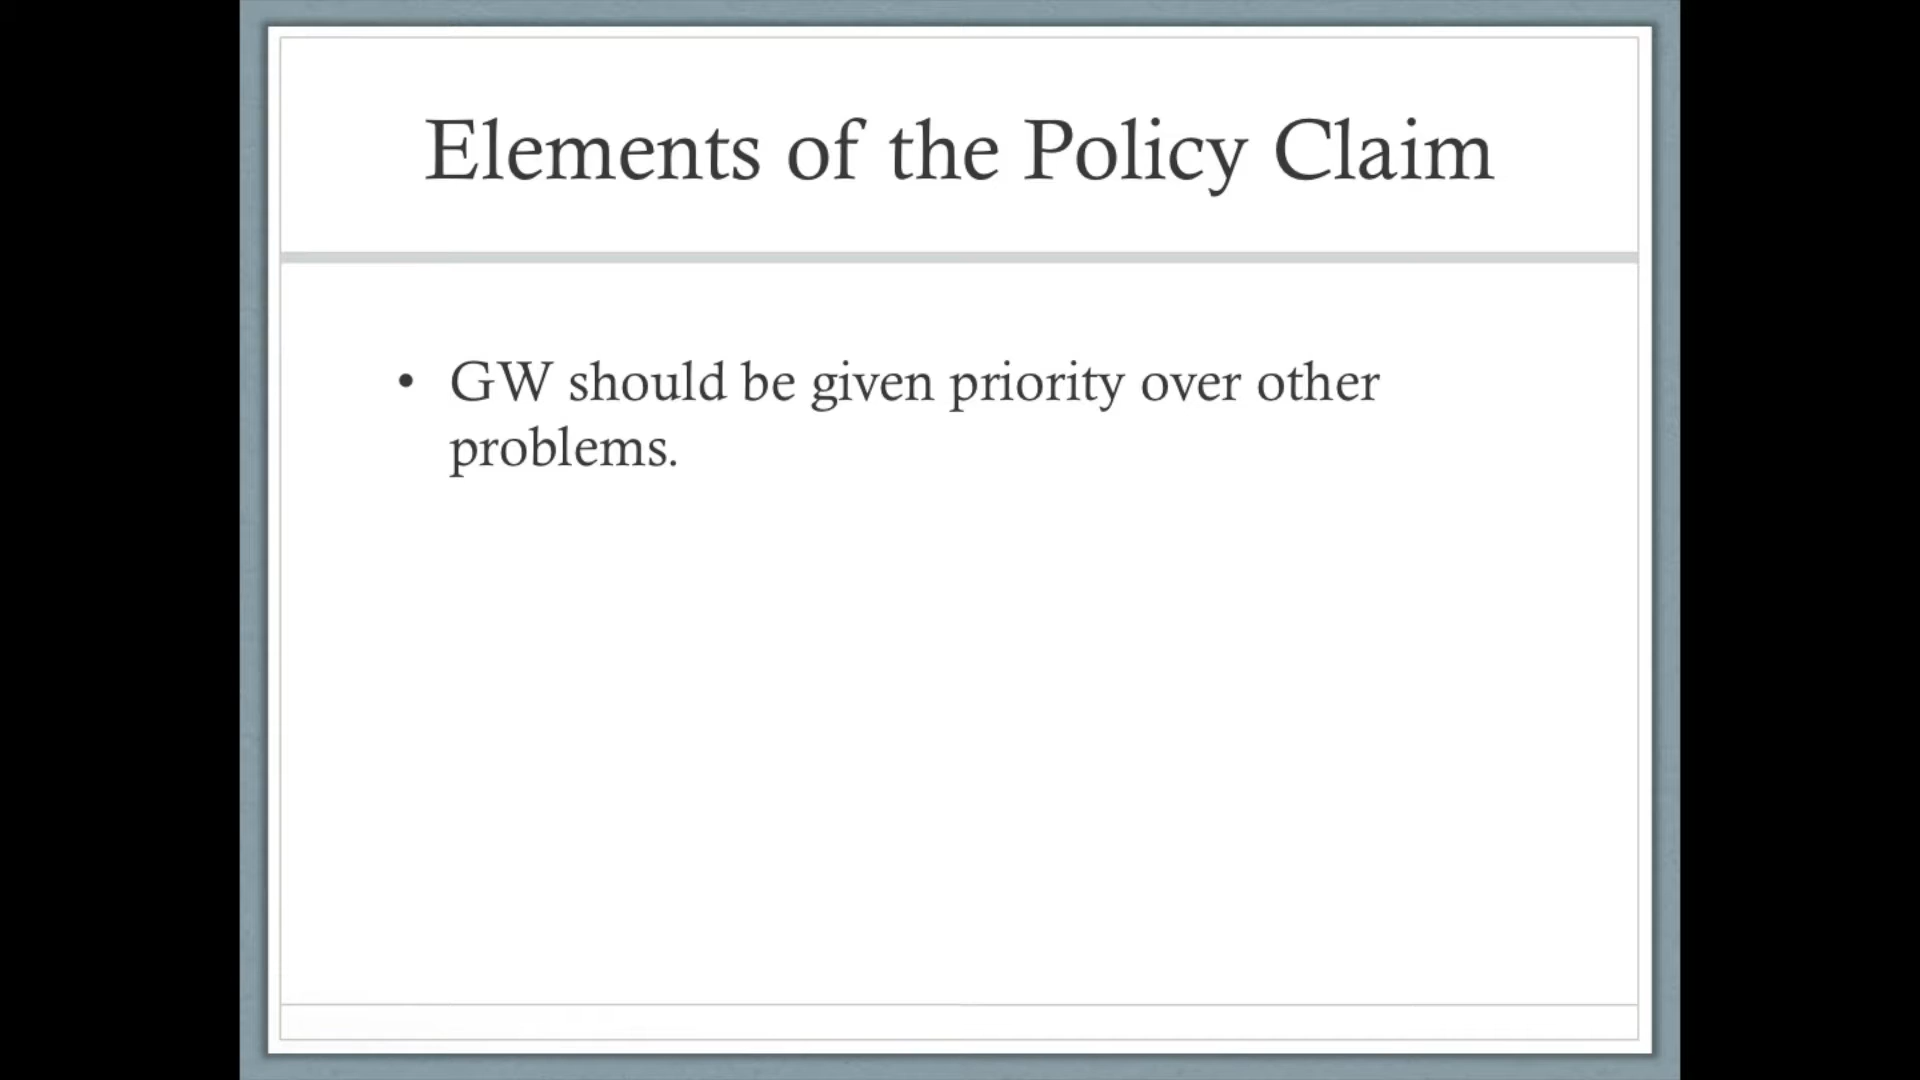 Elements of the Policy Claim
• GW should be given priority over other
problems.